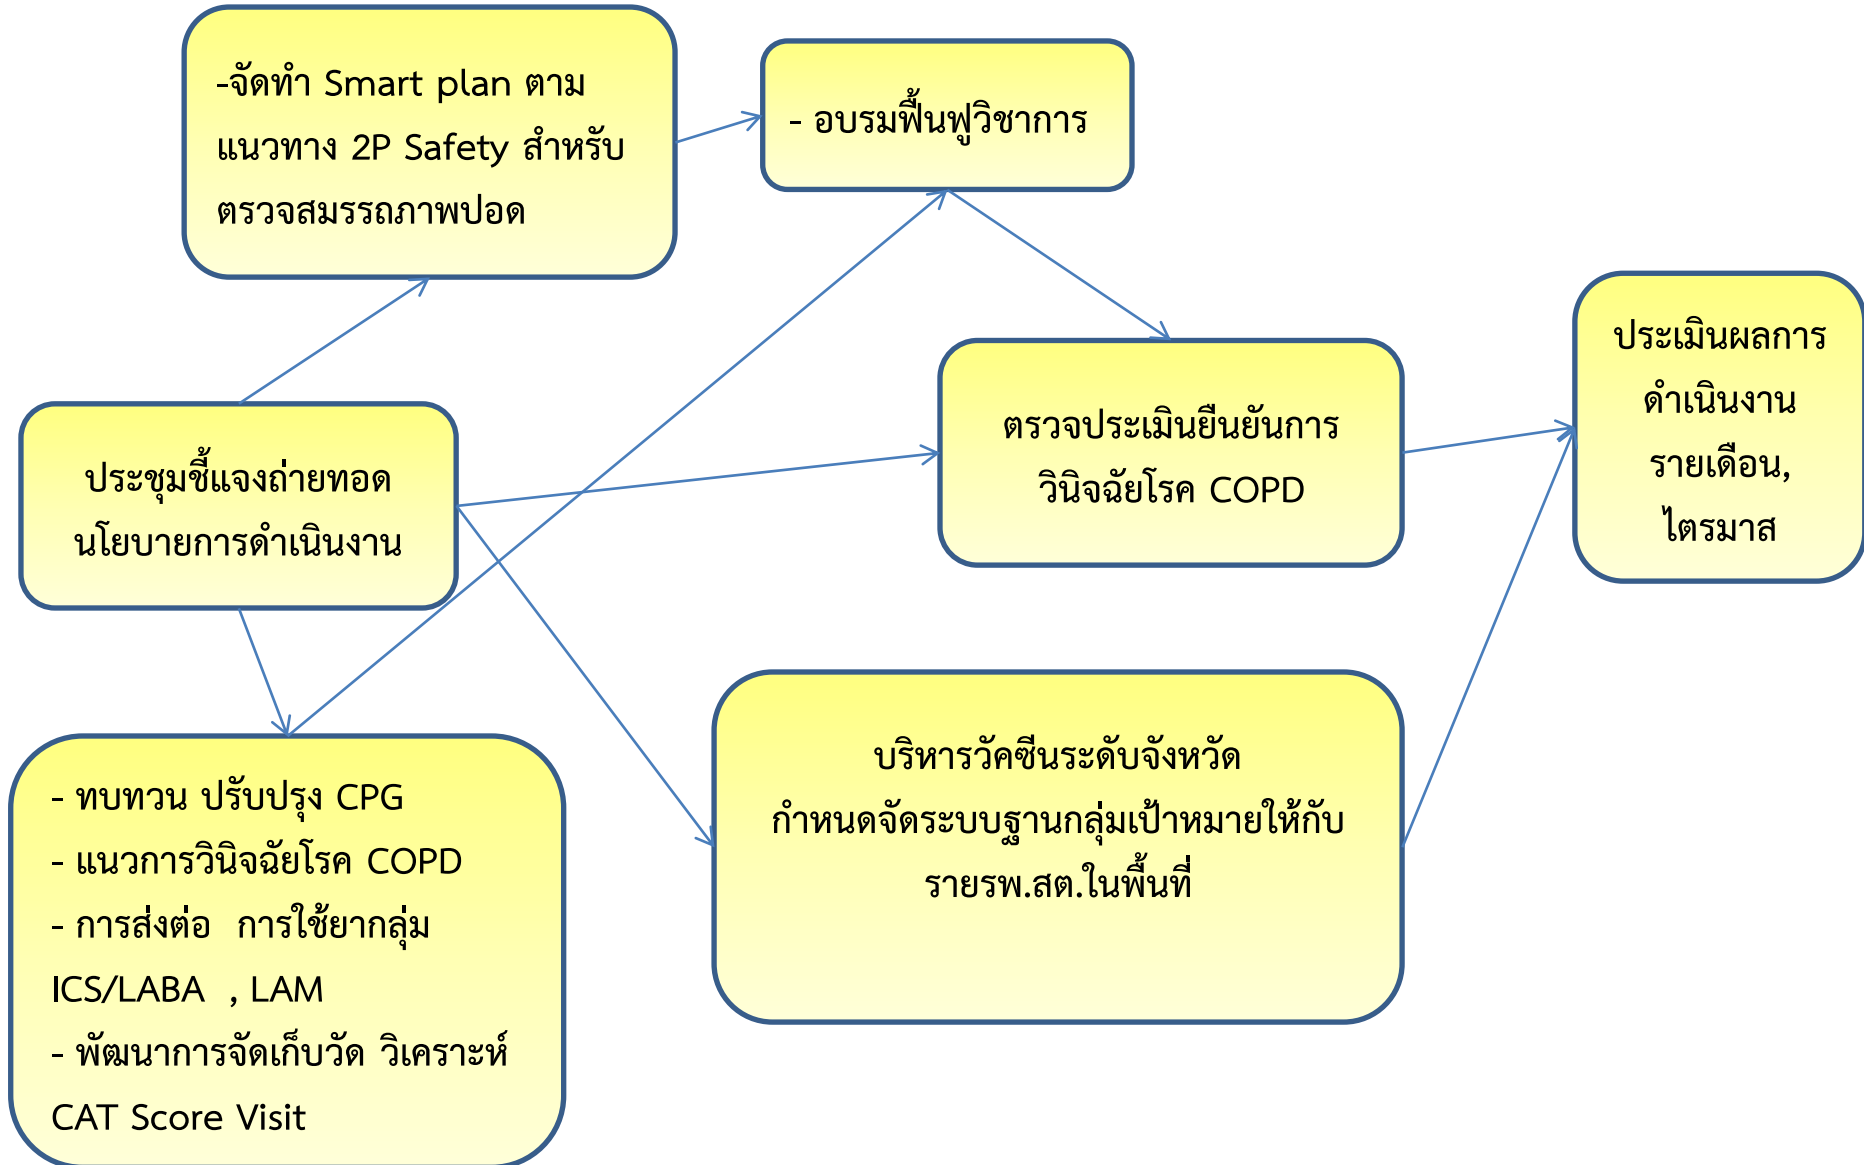 -จัดทำ Smart plan ตาม
แนวทาง 2P Safety สำหรับ
ตรวจสมรรถภาพปอด
- อบรมฟื้นฟูวิชาการ
ประชุมชี้แจงถ่ายทอด
นโยบายการดำเนินงาน
ตรวจประเมินยืนยันการ
วินิจฉัยโรค COPD
ประเมินผลการ
ดำเนินงาน
รายเดือน,
ไตรมาส
- ทบทวน ปรับปรุง CPG
- แนวการวินิจฉัยโรค COPD
- การส่งต่อ  การใช้ยากลุ่ม
ICS/LABA  , LAM
- พัฒนาการจัดเก็บวัด วิเคราะห์
CAT Score Visit
บริหารวัคซีนระดับจังหวัด
กำหนดจัดระบบฐานกลุ่มเป้าหมายให้กับ
รายรพ.สต.ในพื้นที่